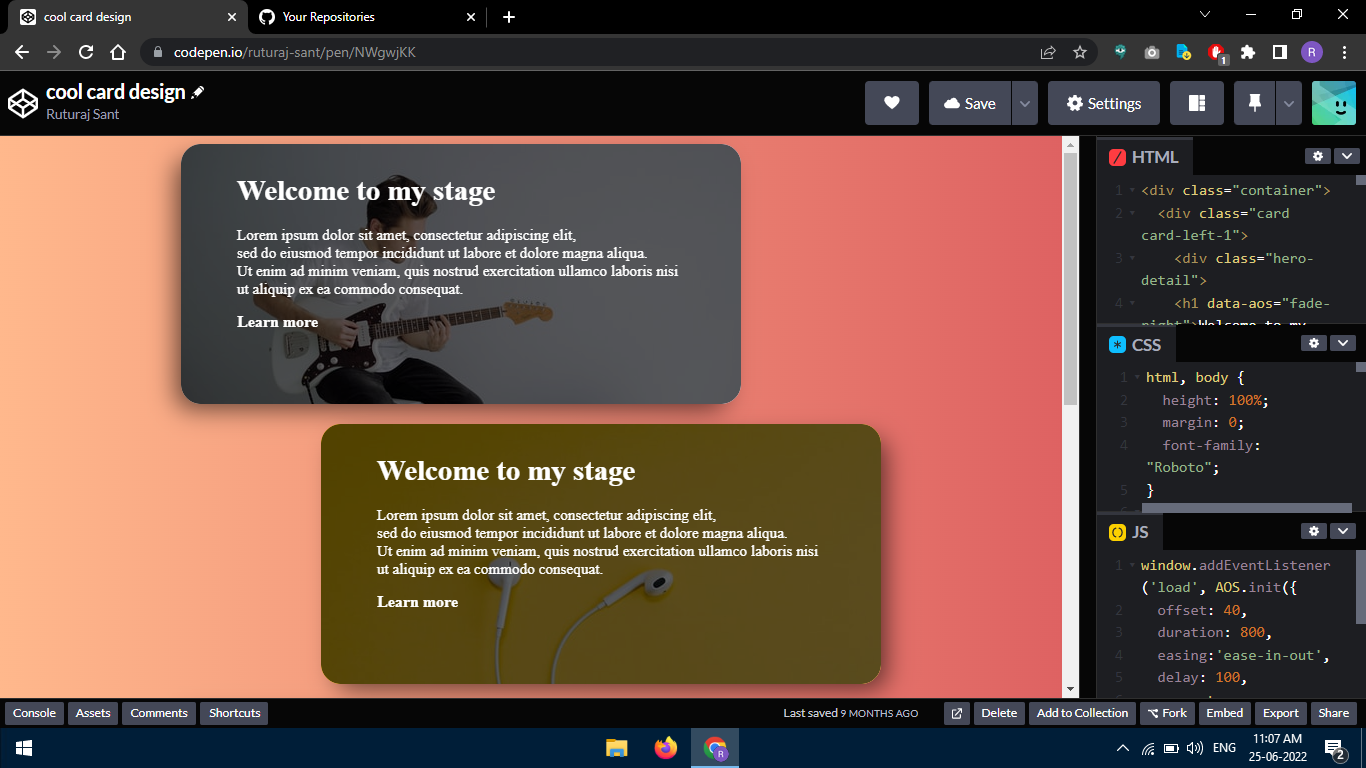 cool card design
Your Repositories
codepen.io/ruturaj-sant/pen/NWgwjKK
1
R
cool card design
Ruturaj Sant
Save
Settings
Welcome to my stage
Lorem ipsum dolor sit amet, consectetur adipiscing elit,
sed do eiusmod tempor incididunt ut labore et dolore magna aliqua.
Ut enim ad minim veniam, quis nostrud exercitation ullamco laboris nisi
ut aliquip ex ea commodo consequat.
Learn more
Welcome to my stage
Lorem ipsum dolor sit amet, consectetur adipiscing elit,
sed do eiusmod tempor incididunt ut labore et dolore magna aliqua.
Ut enim ad minim veniam, quis nostrud exercitation ullamco laboris nisi
ut aliquip ex ea commodo consequat.
Learn more
HTML
1 <div class="container">
2 <div class="card
card-left-1">
3 <div class="hero-
detail">
4 <h1 data-aos="fade-
right">Welcome to my
CSS
1 html, body {
2 height: 100%;
3 margin: 0;
4 font-family:
"Roboto";
5 }
JS
1 window.addEventListener
('load', AOS.init({
2 offset: 40,
3 duration: 800,
4 easing:'ease-in-out',
5 delay: 100,
Console
Assets
Comments
Shortcuts
Last saved 9 MONTHS AGO
Delete
Add to Collection
Fork
Embed
Export
Share
R
ENG
11:07 AM
25-06-2022
2